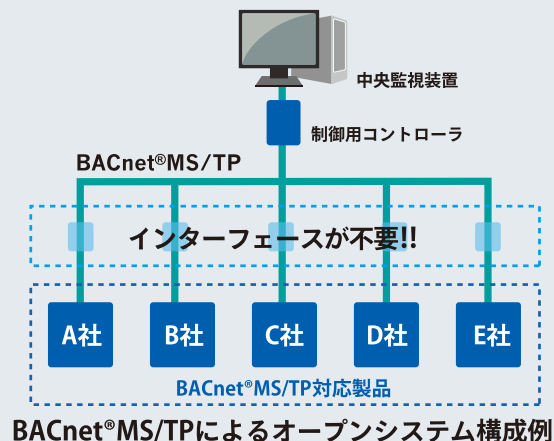 中央監視装置
制御用コントローラ
BACnet®MS/TP
インターフェースが不要!!
A社
B社
C社
D社
E社
BACnet®MS/TP対応製品
BACnet®MS/TPによるオープンシステム構成例